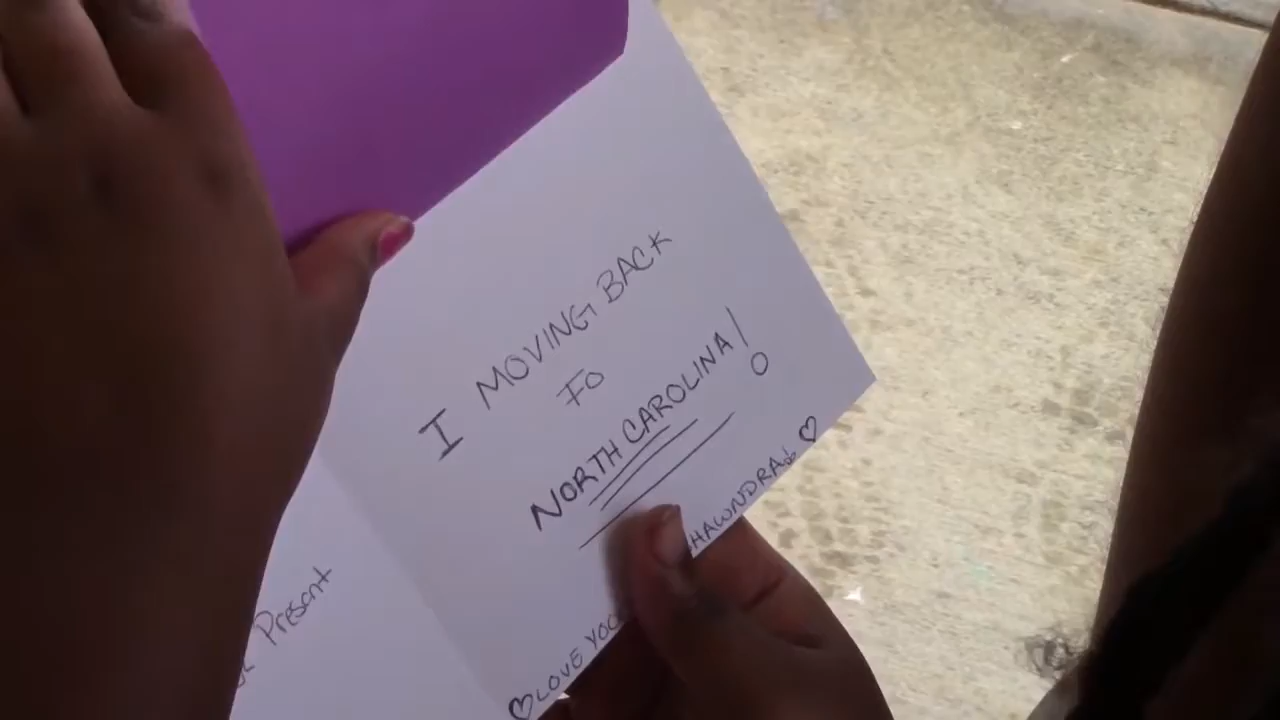 Present
I MOVING BACK
TO
NORTH CAROLINA!
♡LOVE YOU
HAWNDRA ♡